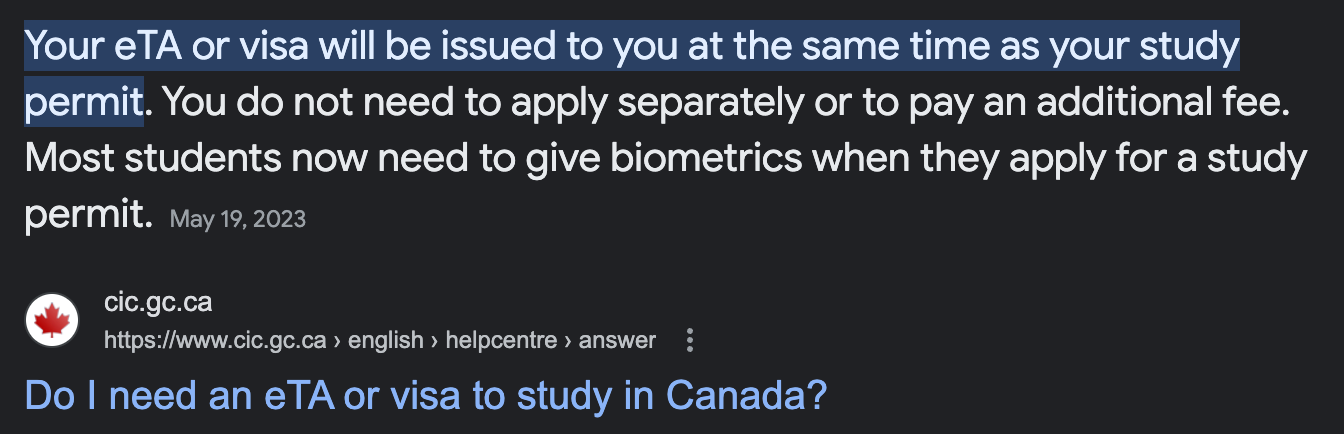 Your eTA or visa will be issued to you at the same time as your study
permit. You do not need to apply separately or to pay an additional fee.
Most students now need to give biometrics when they apply for a study
permit. May 19, 2023
cic.gc.ca
https://www.cic.gc.ca › english › helpcentre › answer
Do I need an eTA or visa to study in Canada?